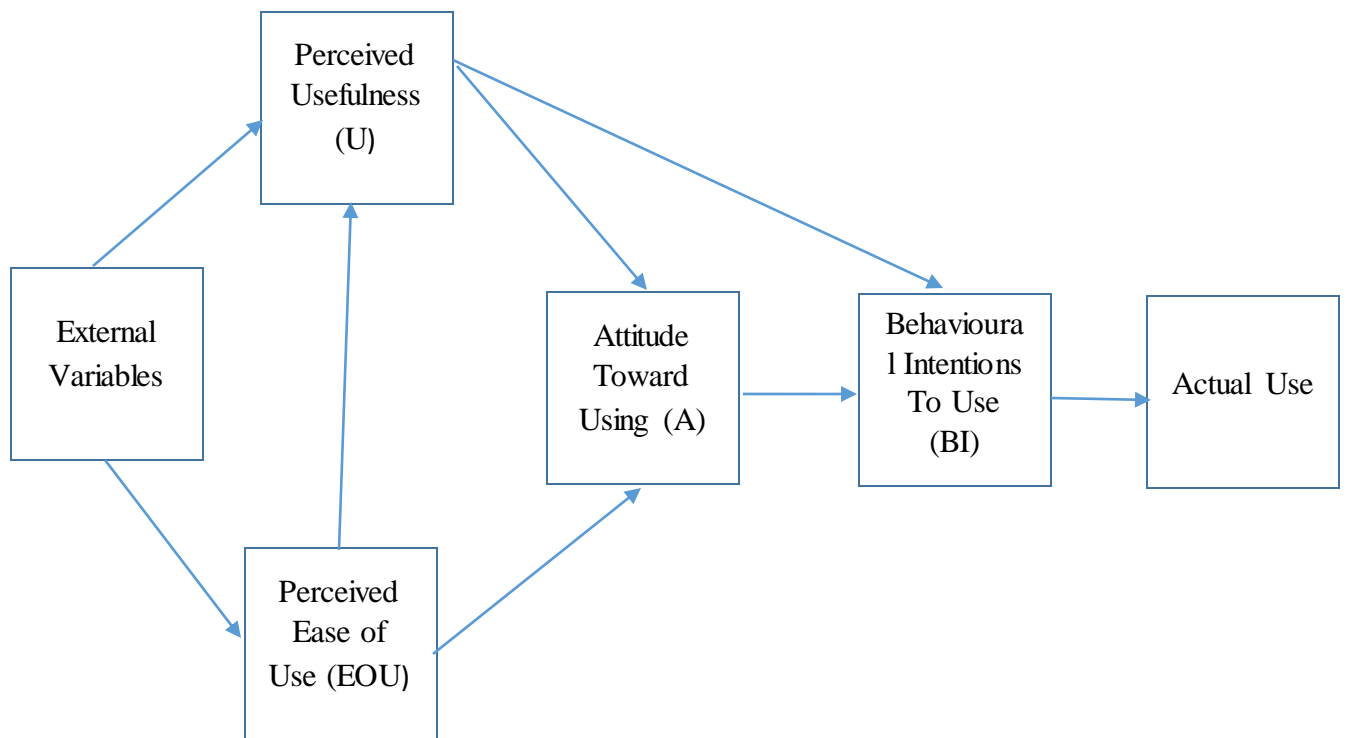 Perceived
Usefulness
(U)
External
Variables
Attitude
Toward
Using (A)
Behavioura
l Intentions
To Use
(BI)
Actual Use
Perceived
Ease of
Use (EOU)